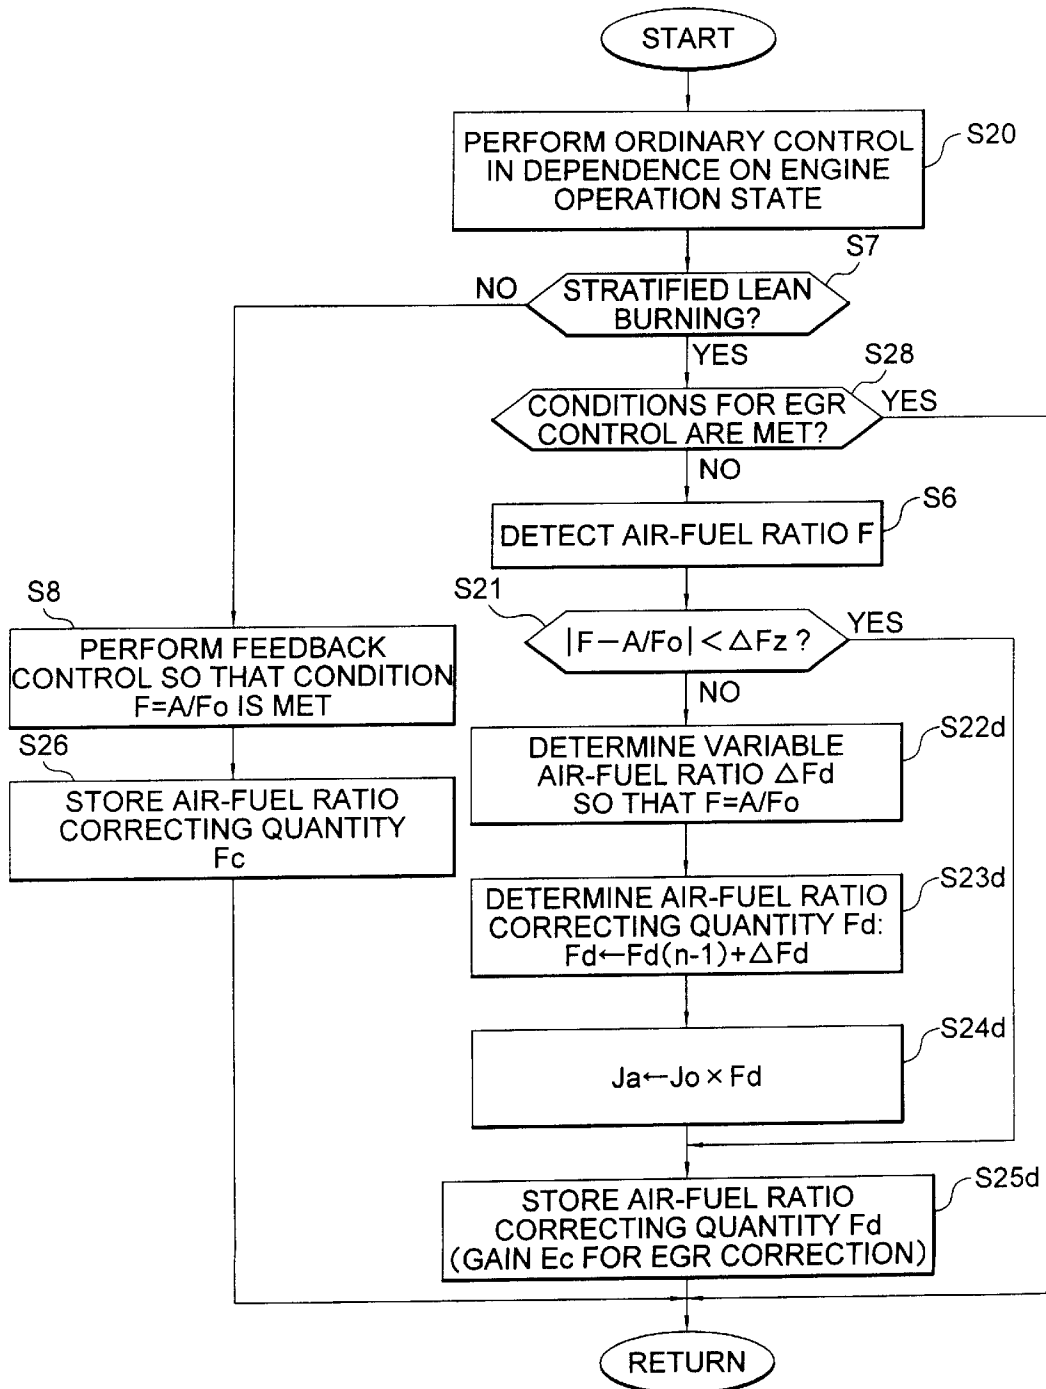 START
PERFORM ORDINARY CONTROL
IN DEPENDENCE ON ENGINE
OPERATION STATE
S20
S7
STRATIFIED LEAN
BURNING?
NO
YES
S28
CONDITIONS FOR EGR
CONTROL ARE MET?
YES
NO
S6
DETECT AIR-FUEL RATIO F
S21
|F−A/Fo| < △Fz ?
YES
NO
S8
PERFORM FEEDBACK
CONTROL SO THAT CONDITION
F=A/Fo IS MET
S26
STORE AIR-FUEL RATIO
CORRECTING QUANTITY
Fc
S22d
DETERMINE VARIABLE
AIR-FUEL RATIO △Fd
SO THAT F=A/Fo
S23d
DETERMINE AIR-FUEL RATIO
CORRECTING QUANTITY Fd:
Fd←Fd(n-1)+△Fd
S24d
Ja←Jo×Fd
S25d
STORE AIR-FUEL RATIO
CORRECTING QUANTITY Fd
(GAIN Ec FOR EGR CORRECTION)
RETURN